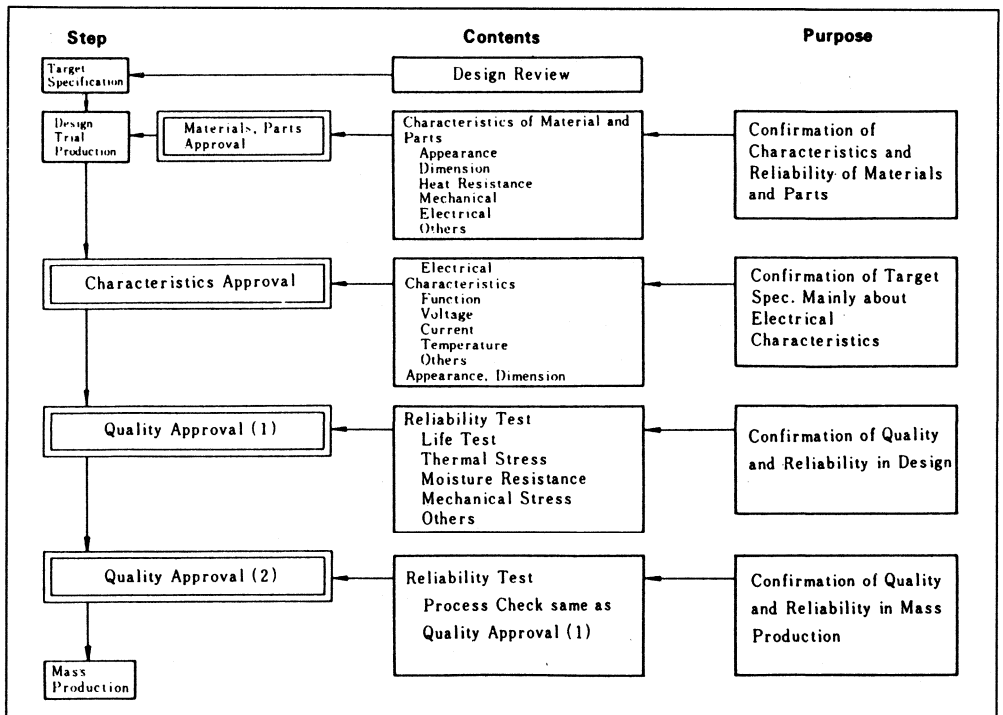 Step
Contents
Purpose
Target
Specification
Design Review
Design
Trial
Production
Materials, Parts
Approval
Characteristics of Material and
Parts
Appearance
Dimension
Heat Resistance
Mechanical
Electrical
Others
Confirmation of
Characteristics and
Reliability of Materials
and Parts
Characteristics Approval
Electrical
Characteristics
Function
Voltage
Current
Temperature
Others
Appearance, Dimension
Confirmation of Target
Spec. Mainly about
Electrical
Characteristics
Quality Approval (1)
Reliability Test
Life Test
Thermal Stress
Moisture Resistance
Mechanical Stress
Others
Confirmation of Quality
and Reliability in Design
Quality Approval (2)
Reliability Test
Process Check same as
Quality Approval (1)
Confirmation of Quality
and Reliability in Mass
Production
Mass
Production